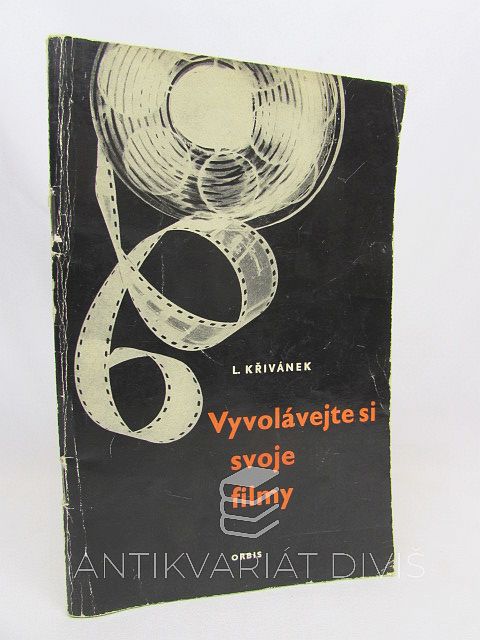 L. KŘIVÁNEK
Vyvolávejte si
svoje
filmy
ORBIS
ANTIKVARIÁT DIVIŠ